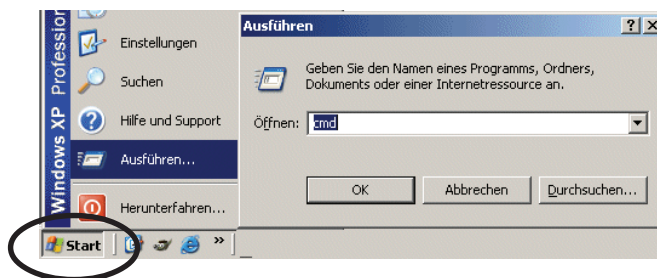 Windows XP Profession
Einstellungen
Suchen
Hilfe und Support
Ausführen...
Herunterfahren...
Start
»
Ausführen
Geben Sie den Namen eines Programms, Ordners,
Dokuments oder einer Internetressource an.
Öffnen: cmd
OK Abbrechen Durchsuchen...